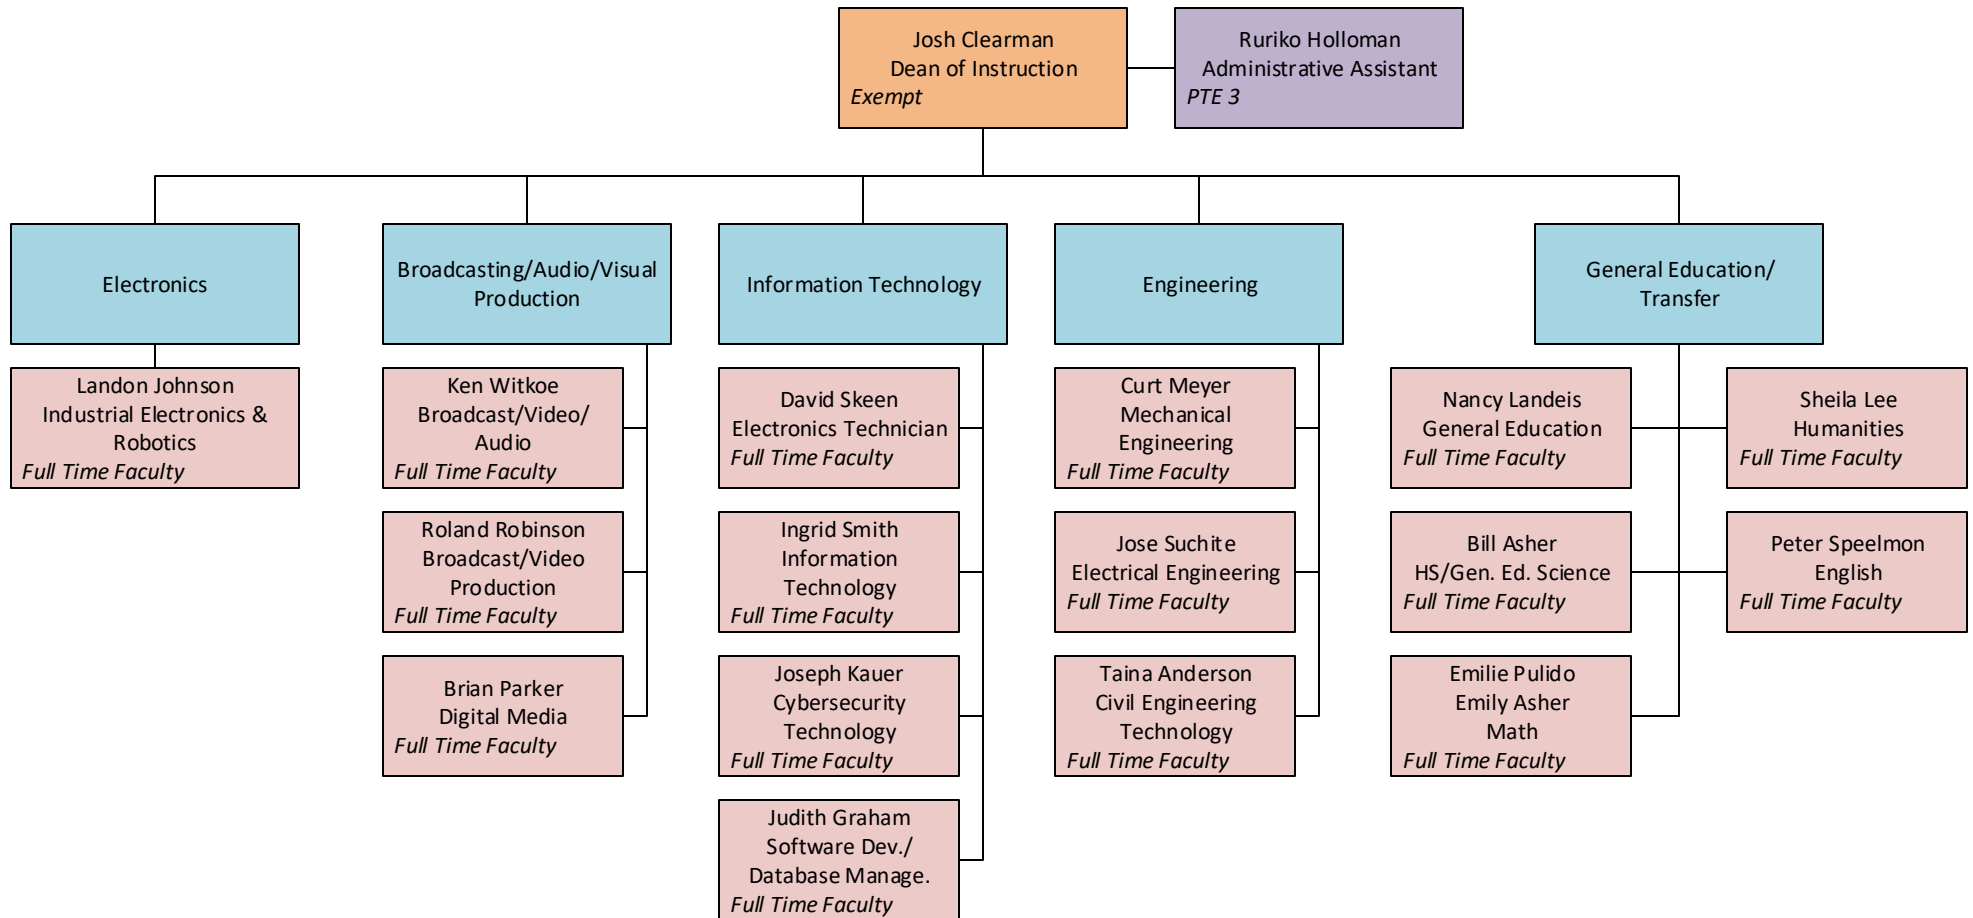 Josh Clearman
Dean of Instruction
Exempt
Ruriko Holloman
Administrative Assistant
PTE 3
Electronics
Broadcasting/Audio/Visual
Production
Information Technology
Engineering
General Education/
Transfer
Landon Johnson
Industrial Electronics &
Robotics
Full Time Faculty
Ken Witkoe
Broadcast/Video/
Audio
Full Time Faculty
Roland Robinson
Broadcast/Video
Production
Full Time Faculty
Brian Parker
Digital Media
Full Time Faculty
David Skeen
Electronics Technician
Full Time Faculty
Ingrid Smith
Information
Technology
Full Time Faculty
Joseph Kauer
Cybersecurity
Technology
Full Time Faculty
Judith Graham
Software Dev./
Database Manage.
Full Time Faculty
Curt Meyer
Mechanical
Engineering
Full Time Faculty
Jose Suchite
Electrical Engineering
Full Time Faculty
Taina Anderson
Civil Engineering
Technology
Full Time Faculty
Nancy Landeis
General Education
Full Time Faculty
Sheila Lee
Humanities
Full Time Faculty
Bill Asher
HS/Gen. Ed. Science
Full Time Faculty
Peter Speelmon
English
Full Time Faculty
Emilie Pulido
Emily Asher
Math
Full Time Faculty